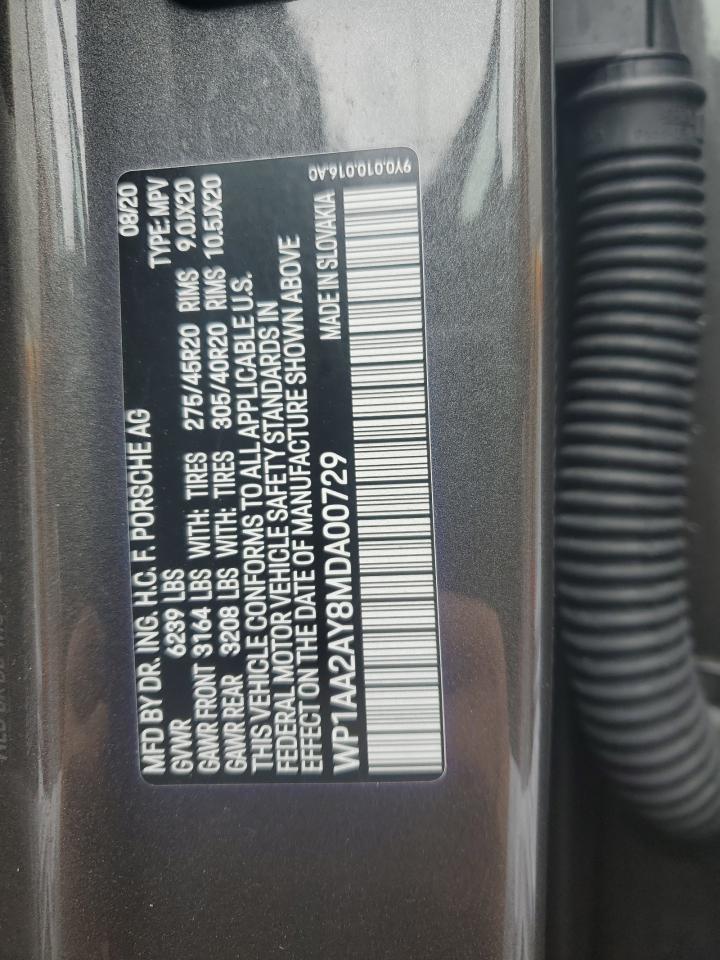 MFD BY DR. ING. H.C. F. PORSCHE AG 08/20
GVWR 6239 LBS TYPE: MPV
GAWR FRONT 3164 LBS WITH: TIRES 275/45R20 RIMS 9.0JX20
GAWR REAR 3208 LBS WITH: TIRES 305/40R20 RIMS 10.5JX20
THIS VEHICLE CONFORMS TO ALL APPLICABLE U.S.
FEDERAL MOTOR VEHICLE SAFETY STANDARDS IN
EFFECT ON THE DATE OF MANUFACTURE SHOWN ABOVE
WP1AA2AY8MDA00729 MADE IN SLOVAKIA
9Y0.010.016.AC